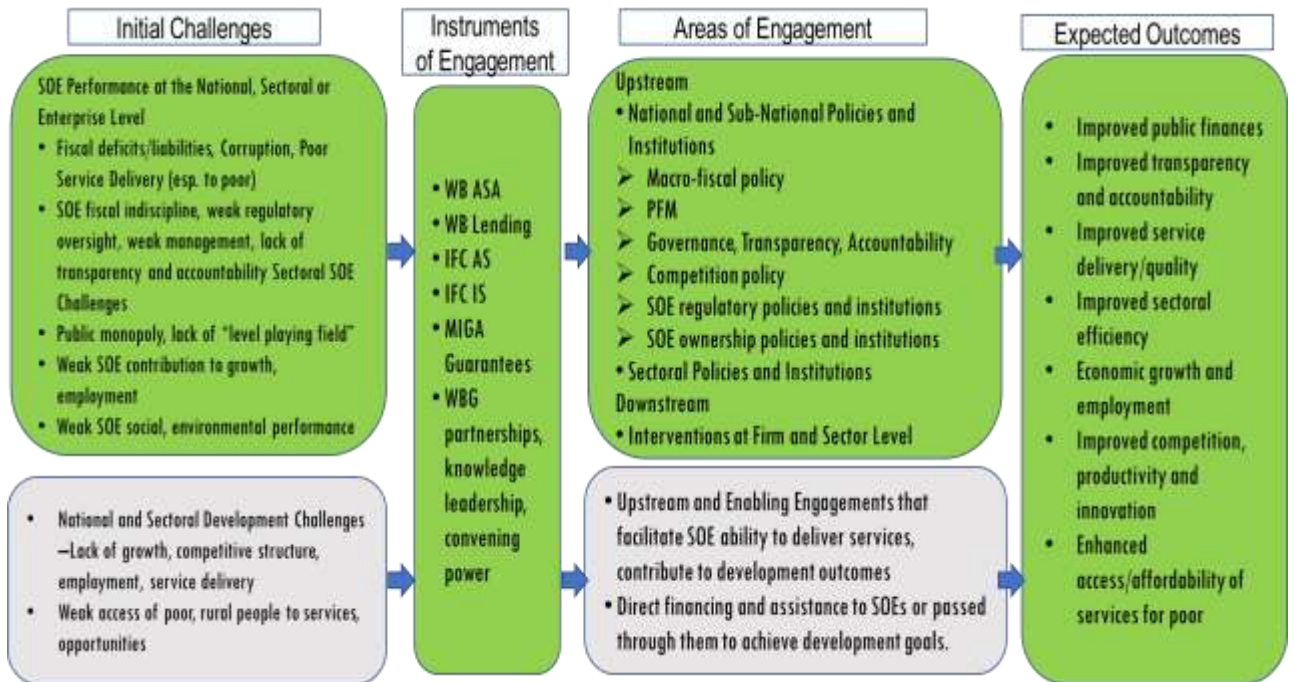 Initial Challenges
SOE Performance at the National, Sectoral or
Enterprise Level
• Fiscal deficits/liabilities, Corruption, Poor
Service Delivery (esp. to poor)
• SOE fiscal indiscipline, weak regulatory
oversight, weak management, lack of
transparency and accountability Sectoral SOE
Challenges
• Public monopoly, lack of "level playing field"
• Weak SOE contribution to growth,
employment
• Weak SOE social, environmental performance
• National and Sectoral Development Challenges
–Lack of growth, competitive structure,
employment, service delivery
• Weak access of poor, rural people to services,
opportunities
Instruments
of Engagement
• WB ASA
• WB Lending
• IFC AS
• IFC IS
• MIGA
Guarantees
• WBG
partnerships,
knowledge
leadership,
convening
power
Areas of Engagement
Upstream
• National and Sub-National Policies and
Institutions
➢ Macro-fiscal policy
➢ PFM
➢ Governance, Transparency, Accountability
➢ Competition policy
➢ SOE regulatory policies and institutions
➢ SOE ownership policies and institutions
• Sectoral Policies and Institutions
Downstream
• Interventions at Firm and Sector Level
• Upstream and Enabling Engagements that
facilitate SOE ability to deliver services,
contribute to development outcomes
• Direct financing and assistance to SOEs or passed
through them to achieve development goals.
Expected Outcomes
• Improved public finances
• Improved transparency
and accountability
• Improved service
delivery/quality
• Improved sectoral
efficiency
• Economic growth and
employment
• Improved competition,
productivity and
innovation
• Enhanced
access/affordability of
services for poor